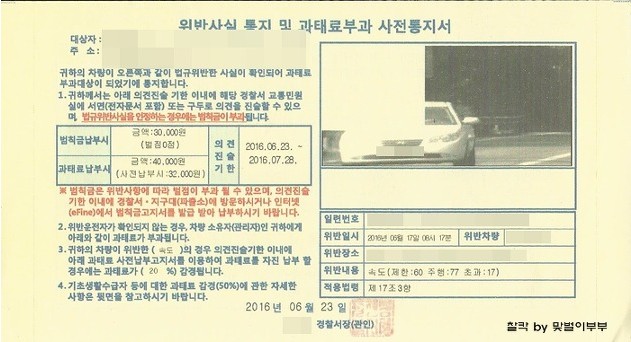 위반사실 통지 및 과태료부과 사전통지서
대상자 :
주 소 :
귀하의 차량이 오른쪽과 같이 법규위반한 사실이 확인되어 과태료
부과대상이 되었기에 통지합니다.
1. 귀하께서는 아래 의견진술 기한 이내에 해당 경찰서 교통민원
실에 서면(전자문서 포함) 또는 구두로 의견을 진술할 수 있으
며, 법규위반사실을 인정하는 경우에는 범칙금이 부과됩니다.
범칙금납부시 금액:30,000원 (벌점0점)
과태료납부시 금액:40,000원 (사전납부시:32,000원)
의견진술기한 2016.06.23. ~ 2016.07.28.
※ 범칙금은 위반사항에 따라 벌점이 부과 될 수 있으며, 의견진술
기한 이내에 경찰서·지구대(파출소)에 방문하시거나 인터넷
(eFine)에서 범칙금고지서를 발급 받아 납부하시기 바랍니다.
2. 위반운전자가 확인되지 않는 경우, 차량 소유자(관리자)인 귀하에게
아래와 같이 과태료가 부과됩니다.
3. 귀하의 차량이 위반한 ( 속도 )의 경우 의견진술기한 이내에
아래 과태료 사전납부고지서를 이용하여 과태료를 자진 납부 할
경우에는 과태료가 ( 20 %) 감경됩니다.
4. 기초생활수급자 등에 대한 과태료 감경(50%)에 관한 자세한
사항은 뒷면을 참고하시기 바랍니다.
일련번호
위반일시 2016년 05월 17일 08시 17분 위반차량
위반장소
위반내용 속도(제한:60 주행:77 초과:17)
적용법령 제17조3항
2016 년 06 월 23 일
경찰서장(관인)
찰칵 by 맞벌이부부